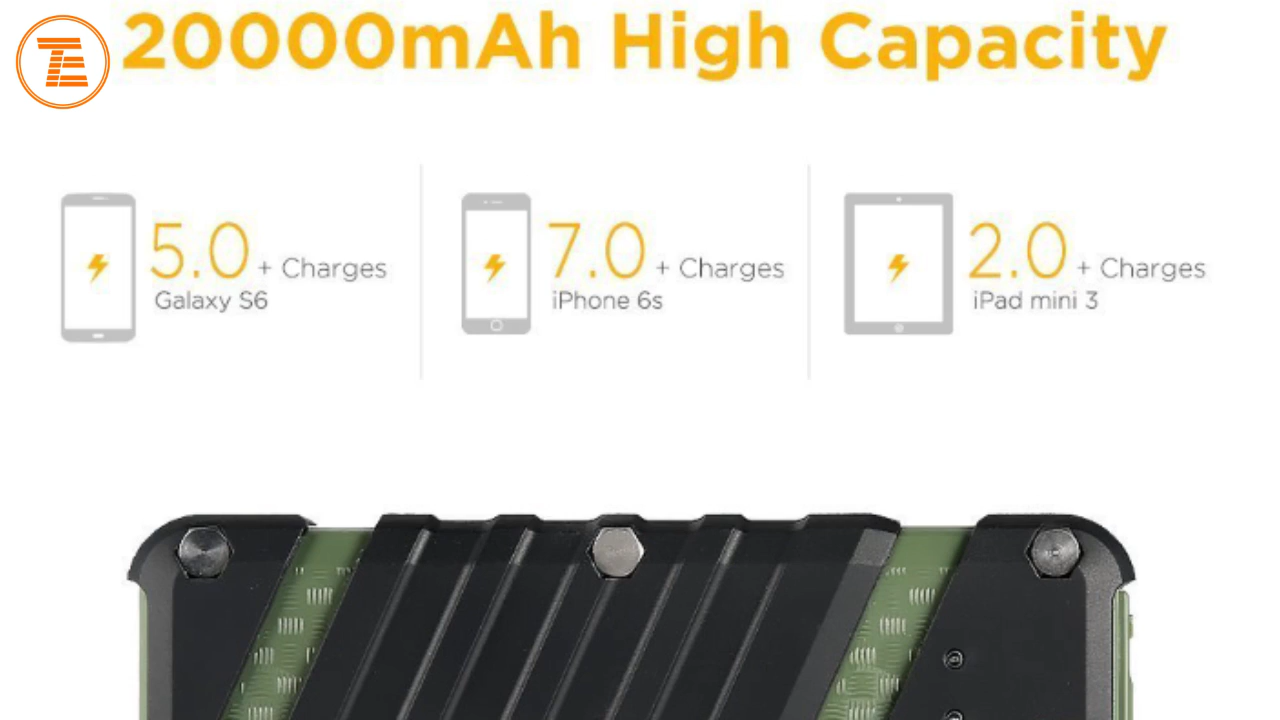 20000mAh High Capacity
5.0 + Charges
Galaxy S6
7.0 + Charges
iPhone 6s
2.0 + Charges
iPad mini 3